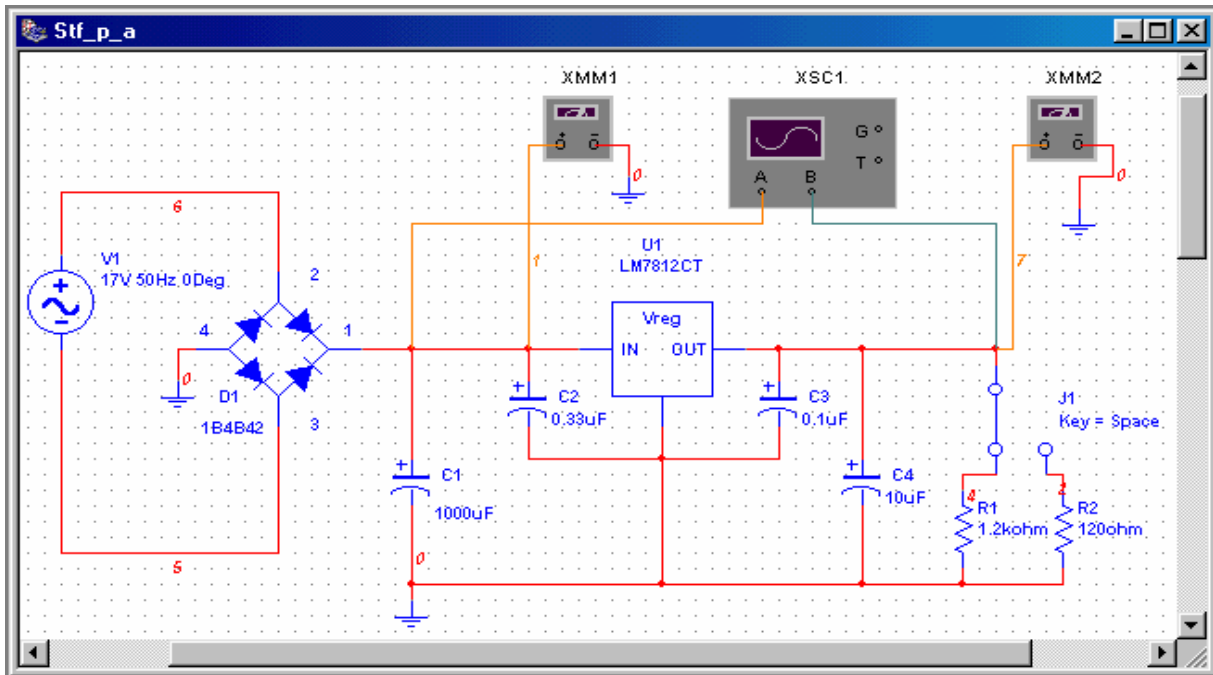 Stf_p_a
XMM1
XSC1
XMM2
G
T
A B
0
0
6
V1
17V 50Hz 0Deg
2
4
1
0
D1
1B4B42
3
5
1
7
U1
LM7812CT
Vreg
IN OUT
C2
0.33uF
C3
0.1uF
J1
Key = Space
C1
1000uF
C4
10uF
4
R1
1.2kohm
2
R2
120ohm
0